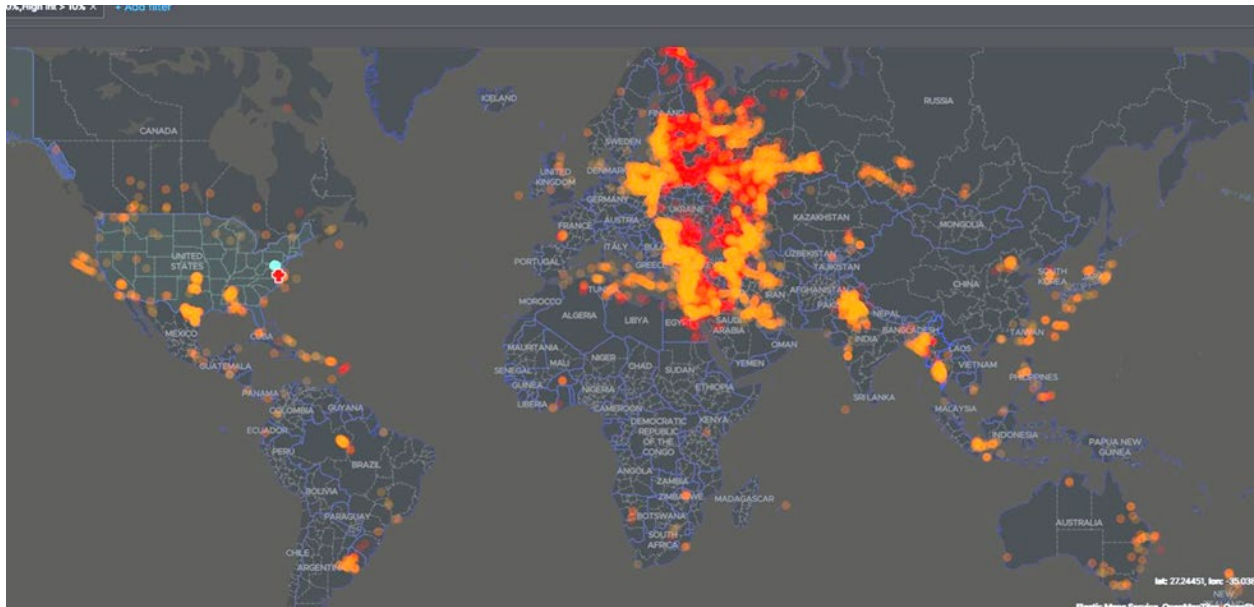 0%,High Int > 10% × + Add filter
ICELAND
RUSSIA
CANADA
FINLAND
SWEDEN
UNITED KINGDOM
DENMARK
GERMANY
UKRAINE
KAZAKHSTAN
MONGOLIA
FRANCE
AUSTRIA
UNITED STATES
ITALY
UZBEKISTAN
PORTUGAL
GREECE
TAJIKISTAN
SOUTH KOREA
CHINA
MOROCCO
AFGHANISTAN
IRAN
ALGERIA
LIBYA
SAUDI ARABIA
NEPAL
MEXICO
CUBA
BANGLADESH
TAIWAN
INDIA
OMAN
MAURITANIA
MALI
NIGER
CHAD
SUDAN
YEMEN
LAOS
VIETNAM
GUATEMALA
SENEGAL
GUINEA
NIGERIA
ETHIOPIA
PHILIPPINES
PANAMA
COLOMBIA
GUYANA
LIBERIA
CAMEROON
SRI LANKA
MALAYSIA
ECUADOR
DEMOCRATIC REPUBLIC OF THE CONGO
KENYA
INDONESIA
PAPUA NEW GUINEA
PERU
BRAZIL
ANGOLA
ZAMBIA
BOLIVIA
ZIMBABWE
MADAGASCAR
PARAGUAY
BOTSWANA
AUSTRALIA
CHILE
SOUTH AFRICA
ARGENTINA
lat: 27.24451, lon: -35.038
NEW